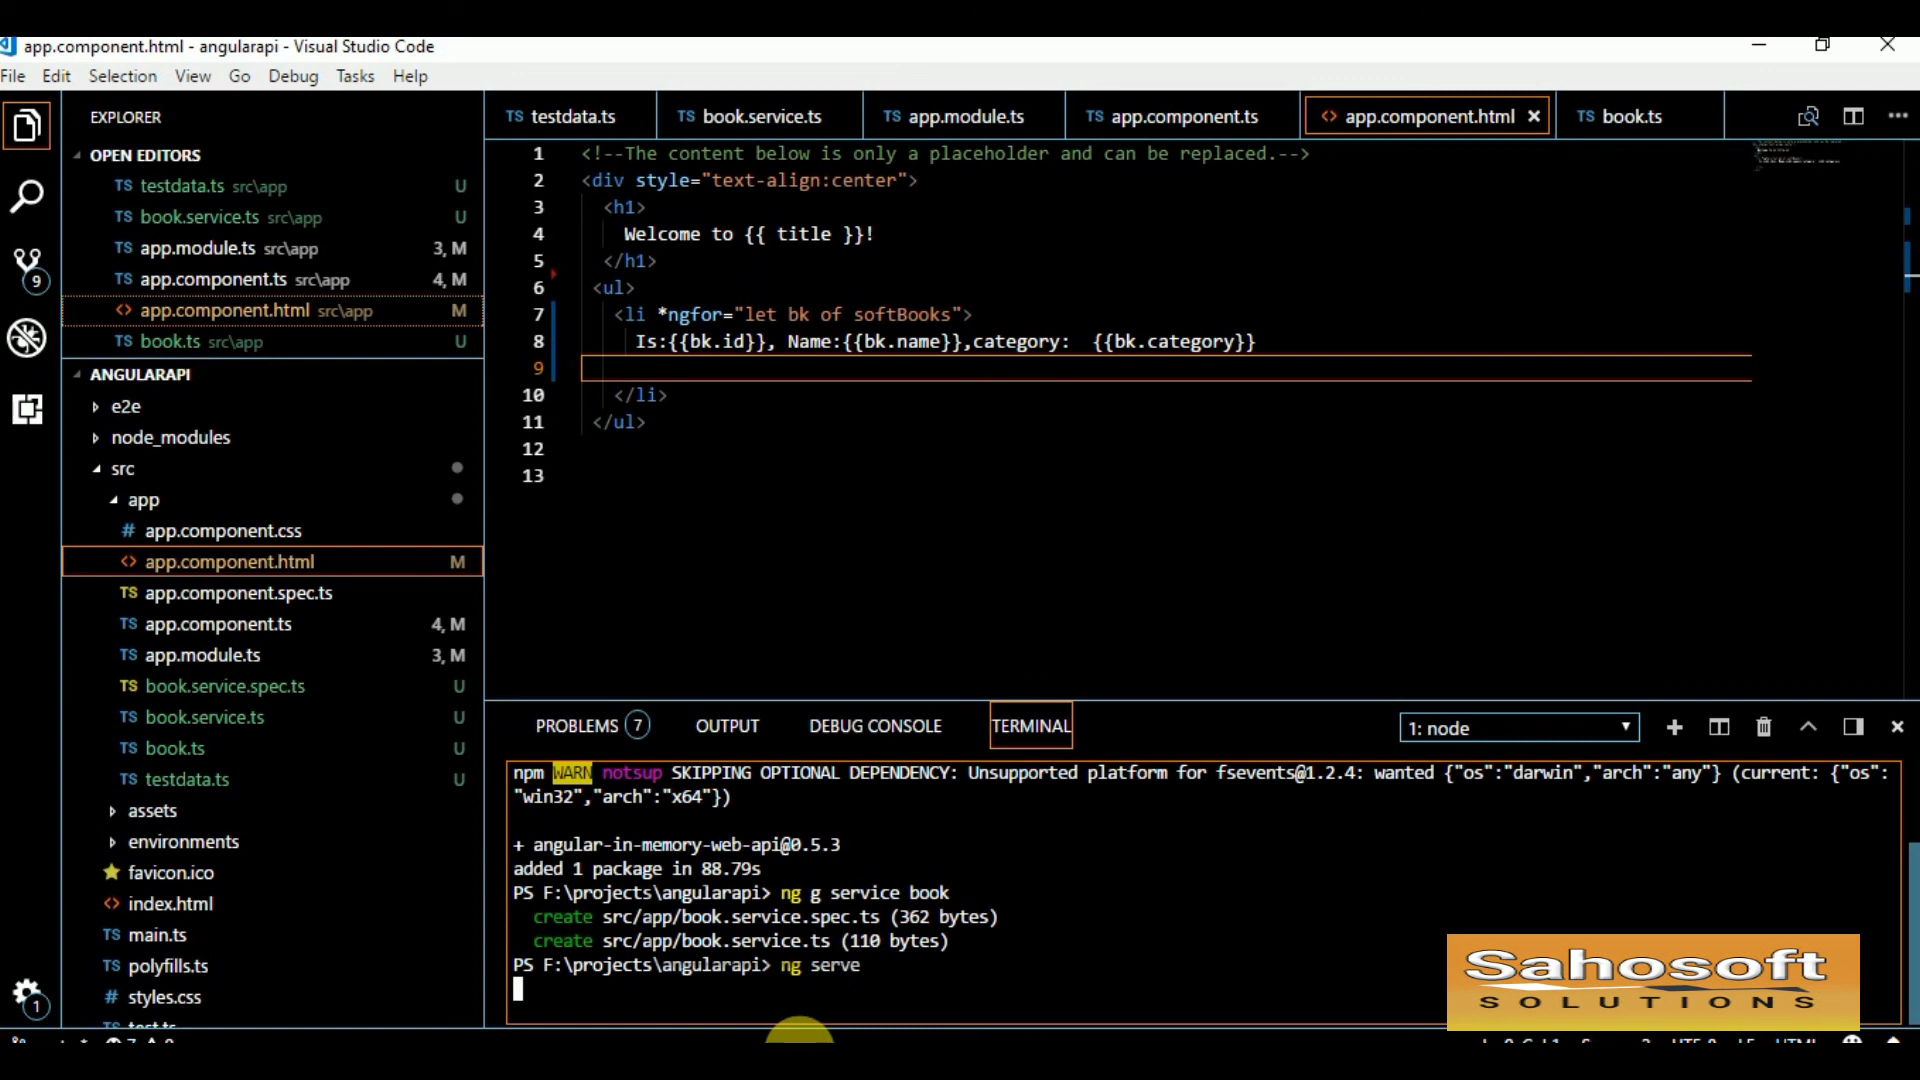 app.component.html - angularapi - Visual Studio Code
File Edit Selection View Go Debug Tasks Help
EXPLORER
OPEN EDITORS
TS testdata.ts src\app U
TS book.service.ts src\app U
TS app.module.ts src\app 3, M
TS app.component.ts src\app 4, M
<> app.component.html src\app M
TS book.ts src\app U
ANGULARAPI
e2e
node_modules
src
app
# app.component.css
<> app.component.html M
TS app.component.spec.ts
TS app.component.ts 4, M
TS app.module.ts 3, M
TS book.service.spec.ts U
TS book.service.ts U
TS book.ts U
TS testdata.ts U
assets
environments
favicon.ico
<> index.html
TS main.ts
TS polyfills.ts
# styles.css
TS test.ts
9
1
TS testdata.ts TS book.service.ts TS app.module.ts TS app.component.ts <> app.component.html TS book.ts
1 <!--The content below is only a placeholder and can be replaced.-->
2 <div style="text-align:center">
3 <h1>
4 Welcome to {{ title }}!
5 </h1>
6 <ul>
7 <li *ngfor="let bk of softBooks">
8 Is:{{bk.id}}, Name:{{bk.name}},category: {{bk.category}}
9
10 </li>
11 </ul>
12
13
PROBLEMS 7 OUTPUT DEBUG CONSOLE TERMINAL 1: node
npm WARN notsup SKIPPING OPTIONAL DEPENDENCY: Unsupported platform for fsevents@1.2.4: wanted {"os":"darwin","arch":"any"} (current: {"os":
"win32","arch":"x64"})
+ angular-in-memory-web-api@0.5.3
added 1 package in 88.79s
PS F:\projects\angularapi> ng g service book
create src/app/book.service.spec.ts (362 bytes)
create src/app/book.service.ts (110 bytes)
PS F:\projects\angularapi> ng serve
Sahosoft
SOLUTIONS